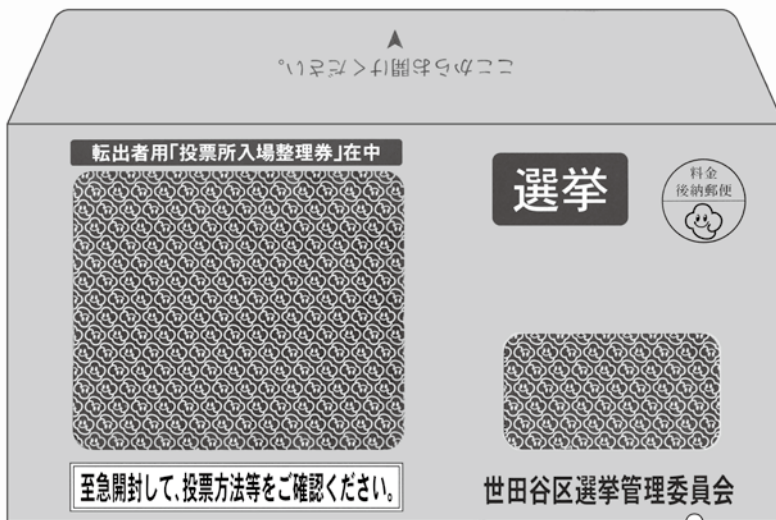 ここからお開けください。
転出者用「投票所入場整理券」在中
選挙
料金
後納郵便
至急開封して、投票方法等をご確認ください。
世田谷区選挙管理委員会